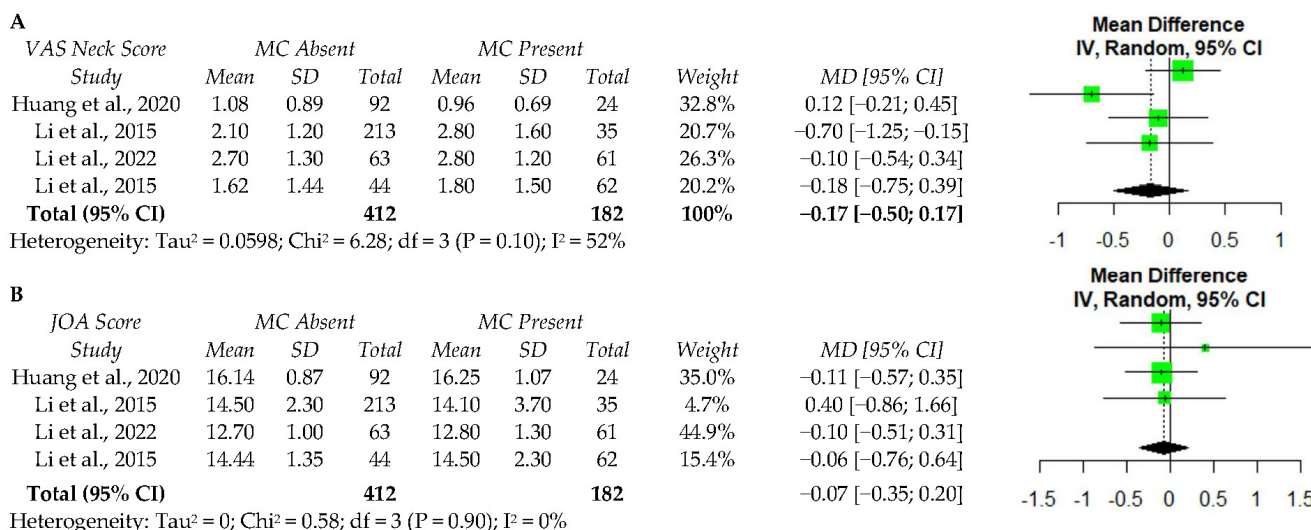 A
VAS Neck Score MC Absent MC Present
Study Mean SD Total Mean SD Total Weight MD [95% CI]
Huang et al., 2020 1.08 0.89 92 0.96 0.69 24 32.8% 0.12 [−0.21; 0.45]
Li et al., 2015 2.10 1.20 213 2.80 1.60 35 20.7% −0.70 [−1.25; −0.15]
Li et al., 2022 2.70 1.30 63 2.80 1.20 61 26.3% −0.10 [−0.54; 0.34]
Li et al., 2015 1.62 1.44 44 1.80 1.50 62 20.2% −0.18 [−0.75; 0.39]
Total (95% CI) 412 182 100% −0.17 [−0.50; 0.17]
Heterogeneity: Tau² = 0.0598; Chi² = 6.28; df = 3 (P = 0.10); I² = 52%
Mean Difference
IV, Random, 95% CI
-1 -0.5 0 0.5 1
B
JOA Score MC Absent MC Present
Study Mean SD Total Mean SD Total Weight MD [95% CI]
Huang et al., 2020 16.14 0.87 92 16.25 1.07 24 35.0% −0.11 [−0.57; 0.35]
Li et al., 2015 14.50 2.30 213 14.10 3.70 35 4.7% 0.40 [−0.86; 1.66]
Li et al., 2022 12.70 1.00 63 12.80 1.30 61 44.9% −0.10 [−0.51; 0.31]
Li et al., 2015 14.44 1.35 44 14.50 2.30 62 15.4% −0.06 [−0.76; 0.64]
Total (95% CI) 412 182 −0.07 [−0.35; 0.20]
Heterogeneity: Tau² = 0; Chi² = 0.58; df = 3 (P = 0.90); I² = 0%
Mean Difference
IV, Random, 95% CI
-1.5 -1 -0.5 0 0.5 1 1.5